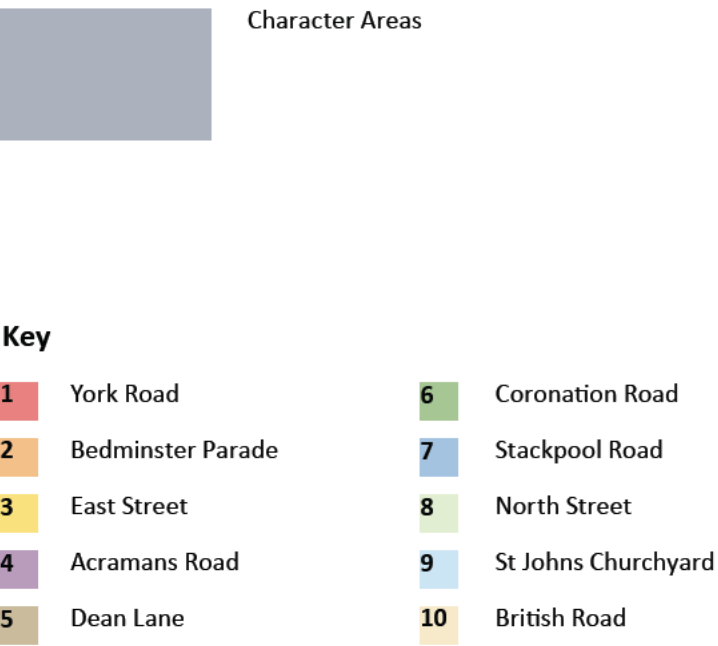 Character Areas
Key
1 York Road
2 Bedminster Parade
3 East Street
4 Acramans Road
5 Dean Lane
6 Coronation Road
7 Stackpool Road
8 North Street
9 St Johns Churchyard
10 British Road